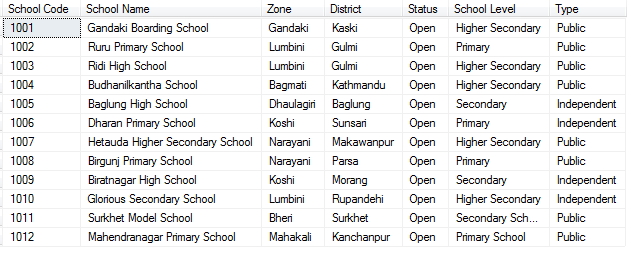 School Code School Name Zone District Status School Level Type
1001 Gandaki Boarding School Gandaki Kaski Open Higher Secondary Public
1002 Ruru Primary School Lumbini Gulmi Open Primary Public
1003 Ridi High School Lumbini Gulmi Open Higher Secondary Public
1004 Budhanilkantha School Bagmati Kathmandu Open Higher Secondary Public
1005 Baglung High School Dhaulagiri Baglung Open Secondary Independent
1006 Dharan Primary School Koshi Sunsari Open Primary Independent
1007 Hetauda Higher Secondary School Narayani Makawanpur Open Higher Secondary Public
1008 Birgunj Primary School Narayani Parsa Open Primary Public
1009 Biratnagar High School Koshi Morang Open Secondary Independent
1010 Glorious Secondary School Lumbini Rupandehi Open Higher Secondary Independent
1011 Surkhet Model School Bheri Surkhet Open Secondary Sch... Public
1012 Mahendranagar Primary School Mahakali Kanchanpur Open Primary School Public